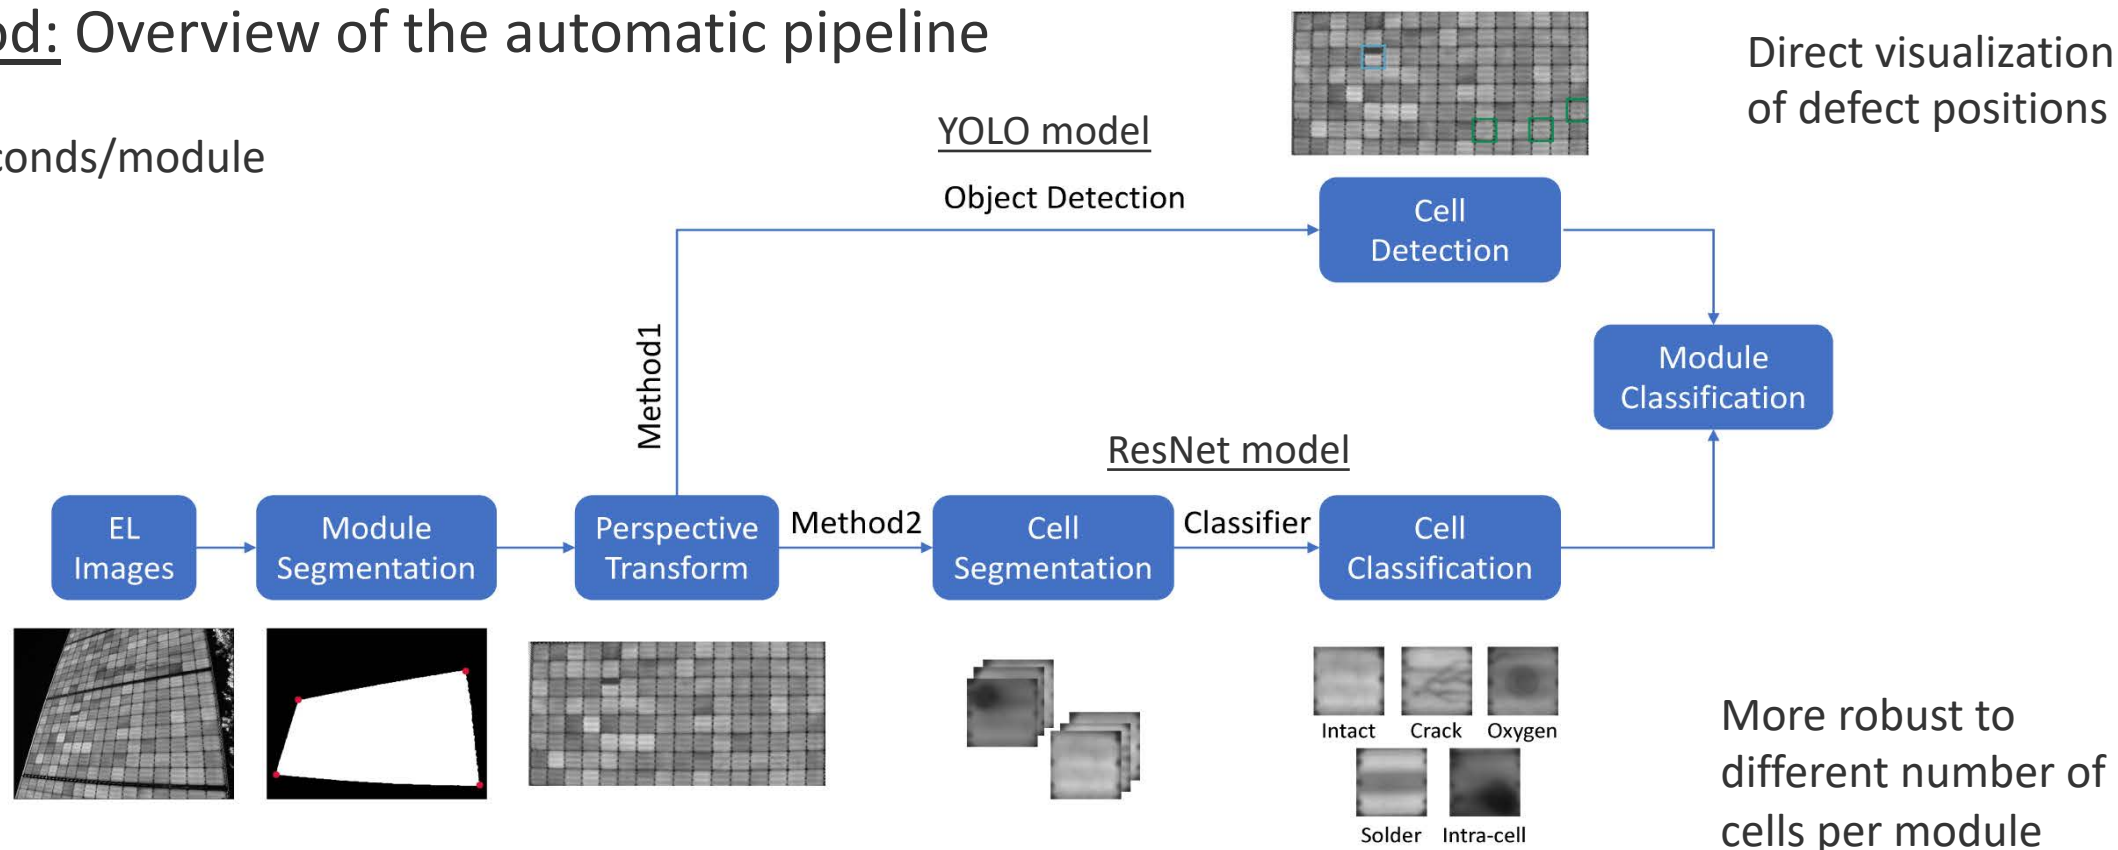 od: Overview of the automatic pipeline
conds/module
YOLO model
Object Detection
Direct visualization
of defect positions
Cell
Detection
Method1
Module
Classification
ResNet model
EL
Images
Module
Segmentation
Perspective
Transform
Method2
Cell
Segmentation
Classifier
Cell
Classification
Intact
Crack
Oxygen
Solder
Intra-cell
More robust to
different number of
cells per module